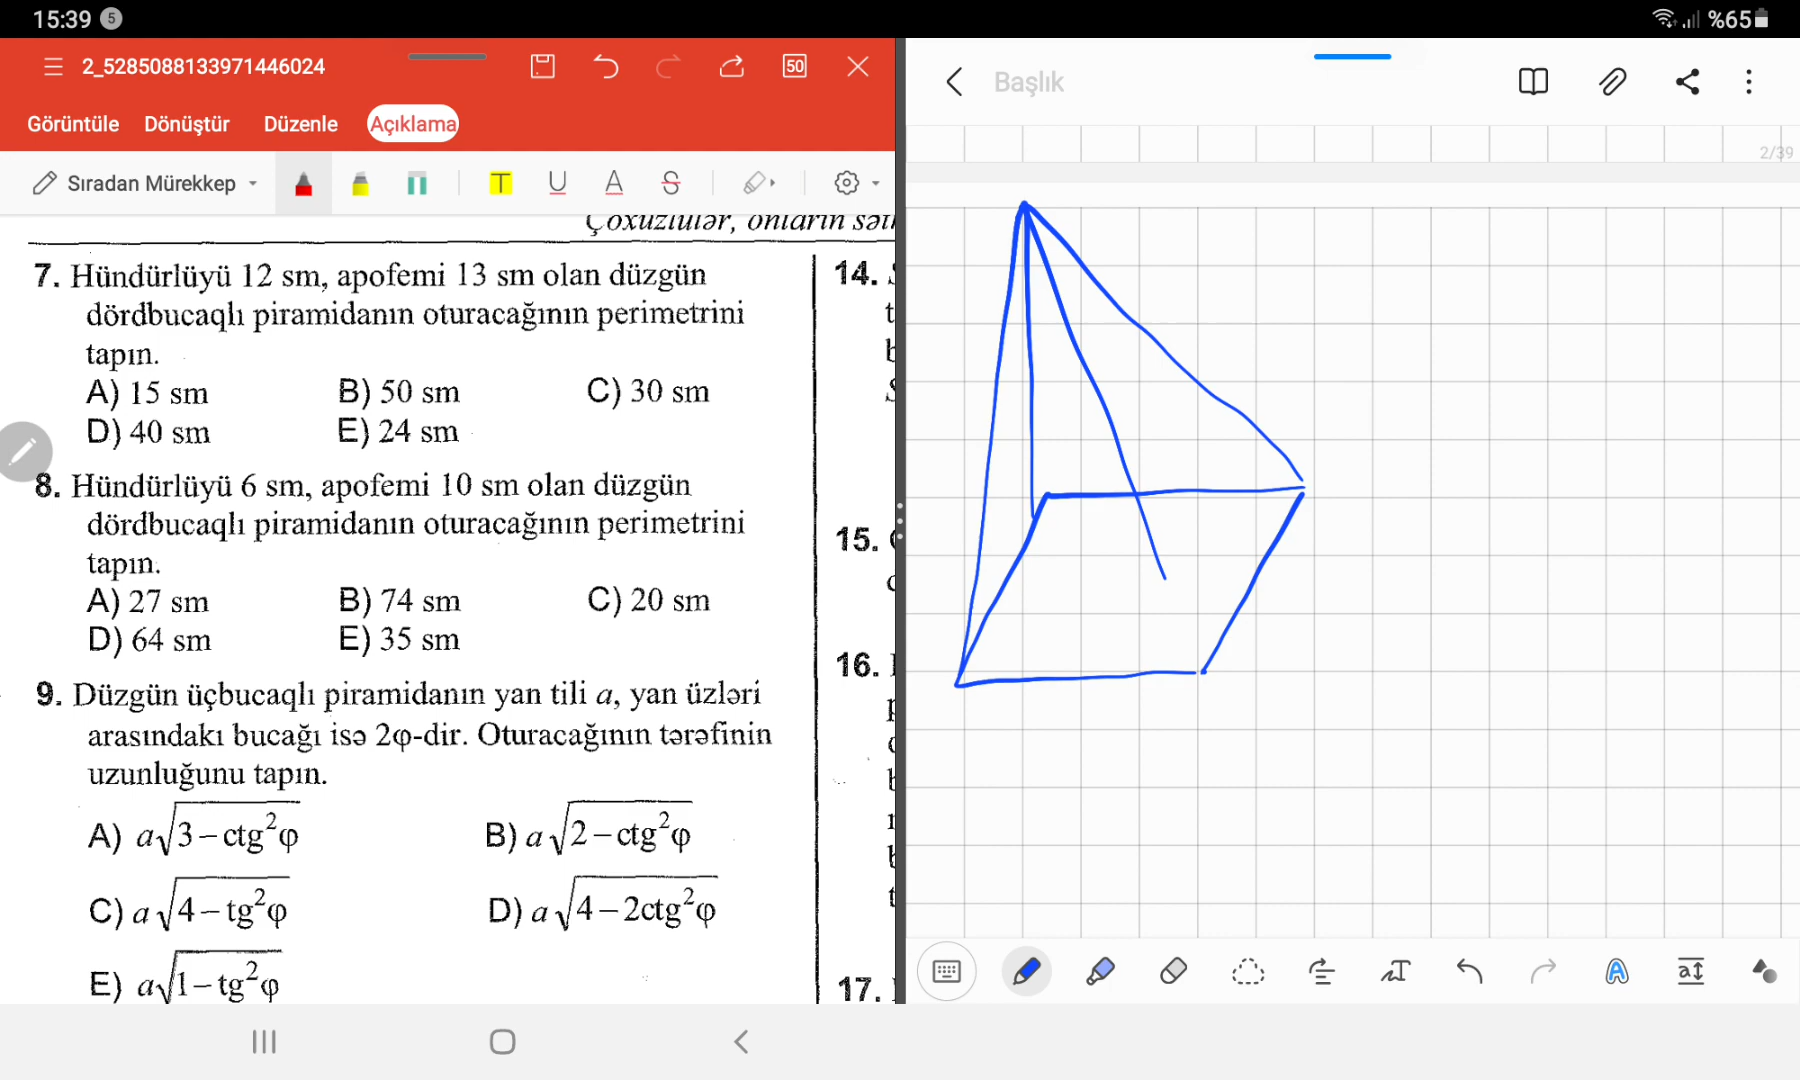 15:39 5
%65
2_5285088133971446024
50
Görüntüle Dönüştür Düzenle Açıklama
Sıradan Mürekkep T U A S
Çoxüzlülər, onların
7. Hündürlüyü 12 sm, apofemi 13 sm olan düzgün
dördbucaqlı piramidanın oturacağının perimetrini
tapın.
A) 15 sm B) 50 sm C) 30 sm
D) 40 sm E) 24 sm
8. Hündürlüyü 6 sm, apofemi 10 sm olan düzgün
dördbucaqlı piramidanın oturacağının perimetrini
tapın.
A) 27 sm B) 74 sm C) 20 sm
D) 64 sm E) 35 sm
9. Düzgün üçbucaqlı piramidanın yan tili a, yan üzləri
arasındakı bucağı isə 2φ-dir. Oturacağının tərəfinin
uzunluğunu tapın.
A) a√3–ctg²φ B) a√2–ctg²φ
C) a√4–tg²φ D) a√4–2ctg²φ
E) a√1–tg²φ
14.
15.
16.
17.
Başlık
2/39